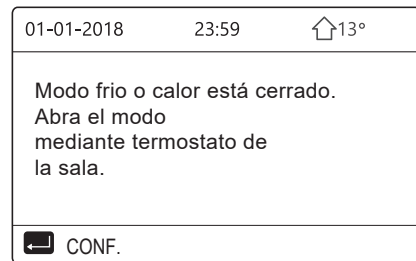 01-01-2018 23:59 13°
Modo frio o calor está cerrado.
Abra el modo
mediante termostato de
la sala.
CONF.